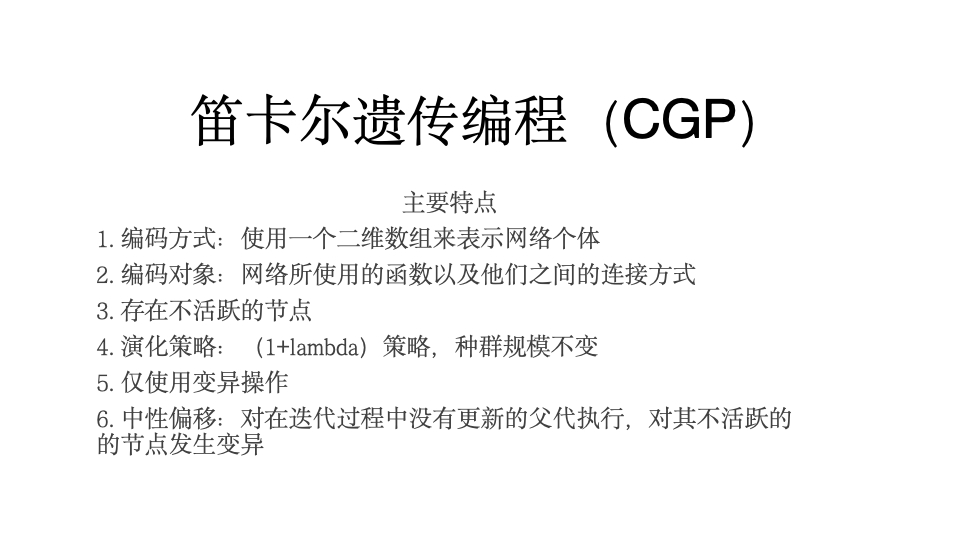 笛卡尔遗传编程（CGP）
主要特点
1. 编码方式：使用一个二维数组来表示网络个体
2. 编码对象：网络所使用的函数以及他们之间的连接方式
3. 存在不活跃的节点
4. 演化策略：（1+lambda）策略，种群规模不变
5. 仅使用变异操作
6. 中性偏移：对在迭代过程中没有更新的父代执行，对其不活跃的
的节点发生变异